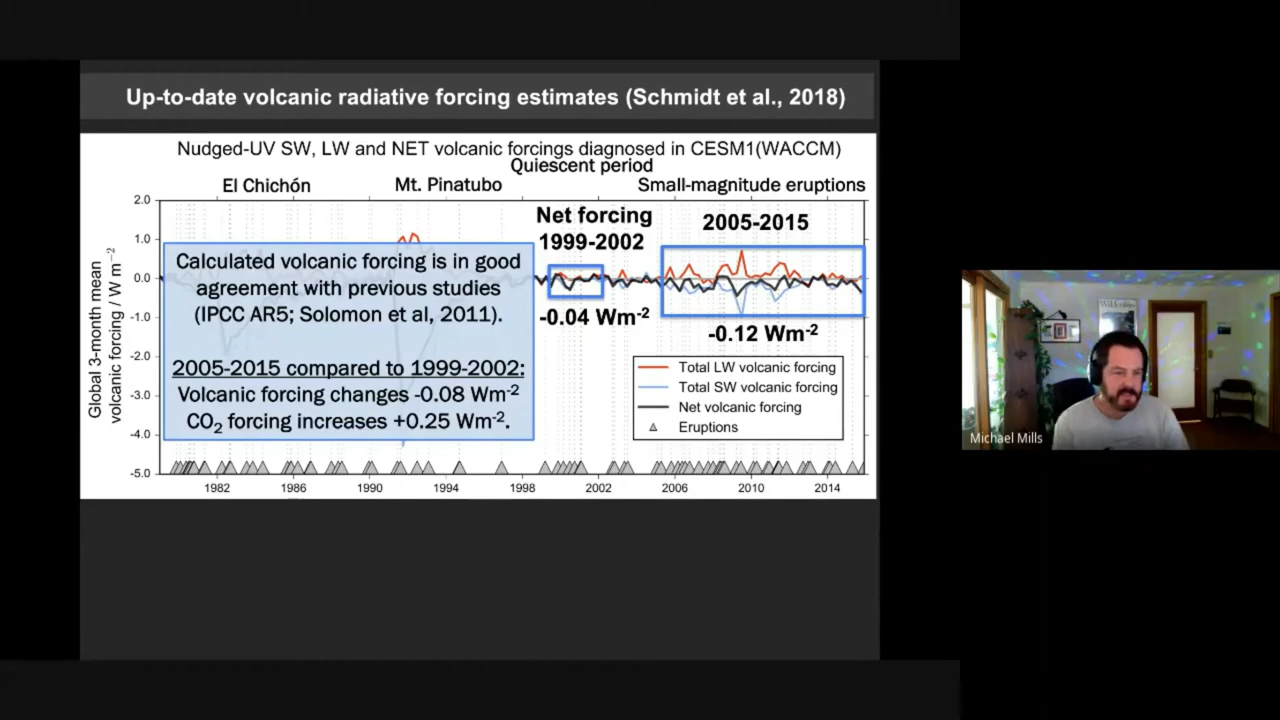 Up-to-date volcanic radiative forcing estimates (Schmidt et al., 2018)
Nudged-UV SW, LW and NET volcanic forcings diagnosed in CESM1(WACCM)
Quiescent period
El Chichón
Mt. Pinatubo
Small-magnitude eruptions
Net forcing
1999-2002
2005-2015
-0.04 Wm-2
-0.12 Wm-2
Calculated volcanic forcing is in good
agreement with previous studies
(IPCC AR5; Solomon et al, 2011).
2005-2015 compared to 1999-2002:
Volcanic forcing changes -0.08 Wm-2
CO2 forcing increases +0.25 Wm-2.
Global 3-month mean
volcanic forcing / W m−2
2.0
1.0
0.0
-1.0
-2.0
-3.0
-4.0
-5.0
Total LW volcanic forcing
Total SW volcanic forcing
Net volcanic forcing
Eruptions
1982
1986
1990
1994
1998
2002
2006
2010
2014
Michael Mills